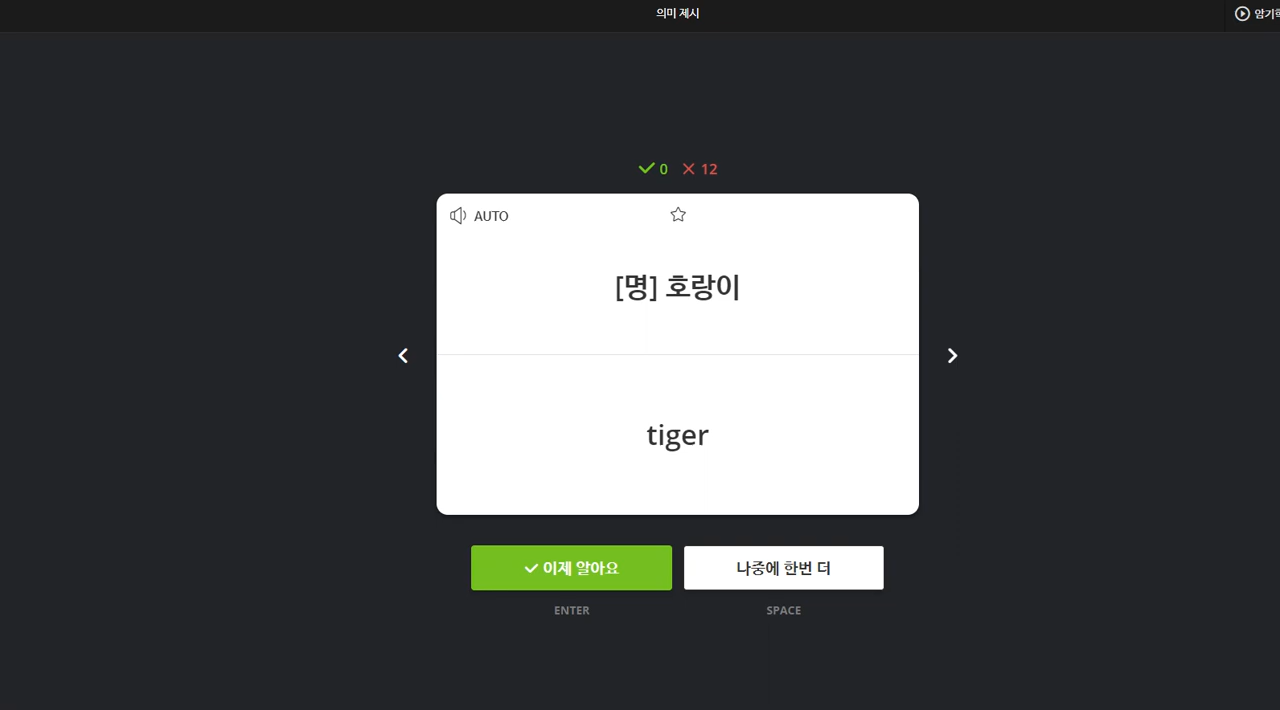 의미 제시
0 12
AUTO
[명] 호랑이
tiger
이제 알아요
나중에 한번 더
ENTER
SPACE